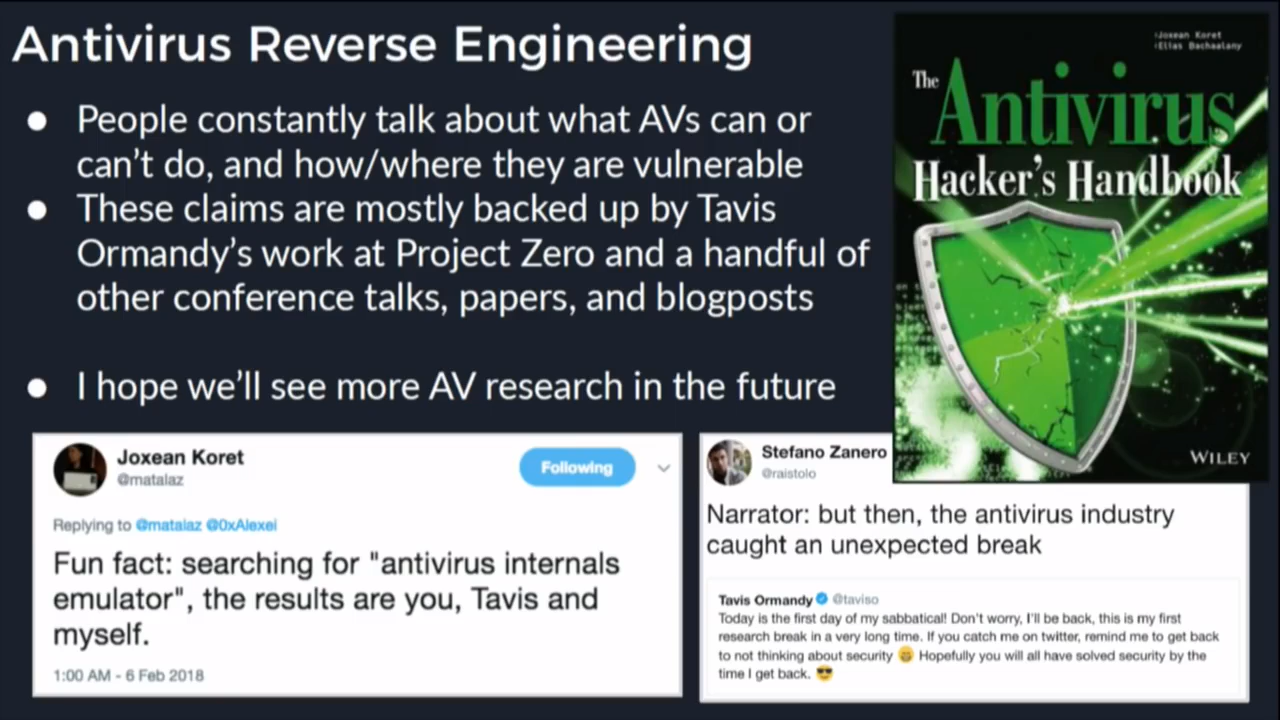 Antivirus Reverse Engineering
● People constantly talk about what AVs can or
can't do, and how/where they are vulnerable
● These claims are mostly backed up by Tavis
Ormandy's work at Project Zero and a handful of
other conference talks, papers, and blogposts
● I hope we'll see more AV research in the future
Joxean Koret
Elias Bachaalany
The
Antivirus
Hacker's Handbook
WILEY
Joxean Koret
@matalaz
Following
Replying to @matalaz @0xAlexei
Fun fact: searching for "antivirus internals
emulator", the results are you, Tavis and
myself.
1:00 AM - 6 Feb 2018
Stefano Zanero
@raistolo
Narrator: but then, the antivirus industry
caught an unexpected break
Tavis Ormandy @taviso
Today is the first day of my sabbatical! Don't worry, I'll be back, this is my first
research break in a very long time. If you catch me on twitter, remind me to get back
to not thinking about security 😁 Hopefully you will all have solved security by the
time I get back. 😎